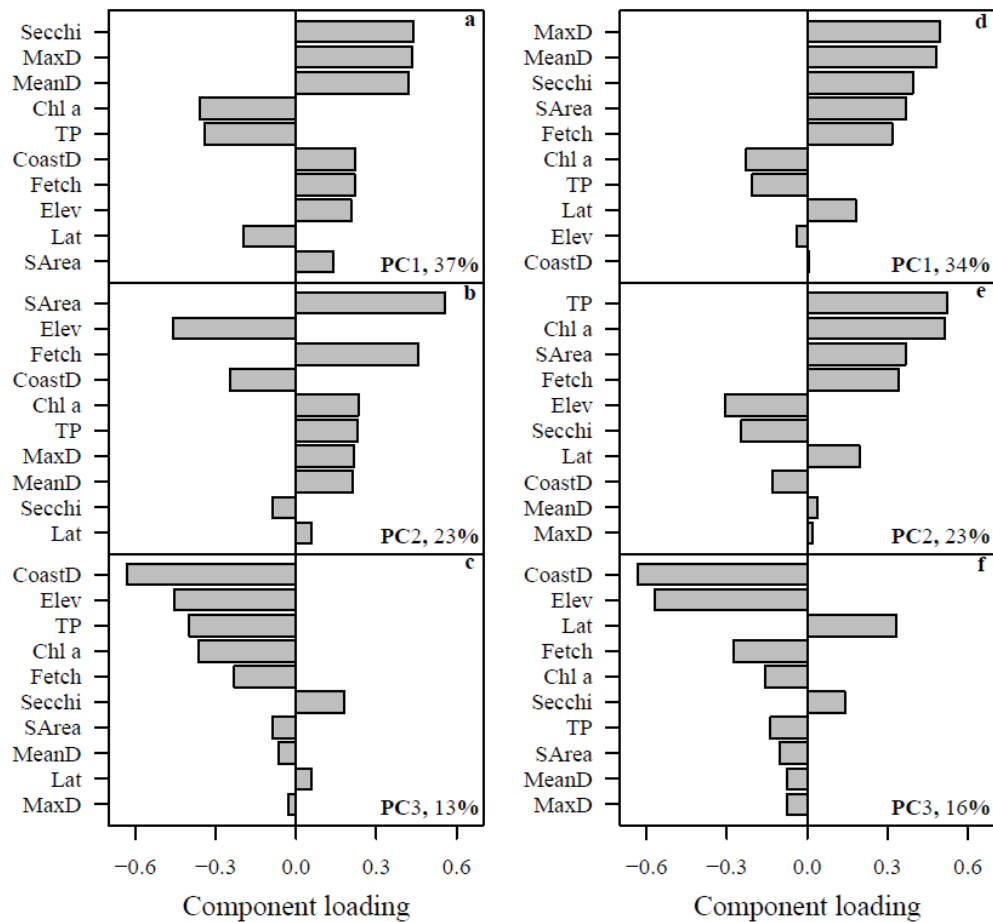 a
Secchi
MaxD
MeanD
Chl a
TP
CoastD
Fetch
Elev
Lat
SArea
PC1, 37%
b
SArea
Elev
Fetch
CoastD
Chl a
TP
MaxD
MeanD
Secchi
Lat
PC2, 23%
c
CoastD
Elev
TP
Chl a
Fetch
Secchi
SArea
MeanD
Lat
MaxD
PC3, 13%
−0.6 −0.3 0.0 0.3 0.6
Component loading
d
MaxD
MeanD
Secchi
SArea
Fetch
Chl a
TP
Lat
Elev
CoastD
PC1, 34%
e
TP
Chl a
SArea
Fetch
Elev
Secchi
Lat
CoastD
MeanD
MaxD
PC2, 23%
f
CoastD
Elev
Lat
Fetch
Chl a
Secchi
TP
SArea
MeanD
MaxD
PC3, 16%
−0.6 −0.3 0.0 0.3 0.6
Component loading